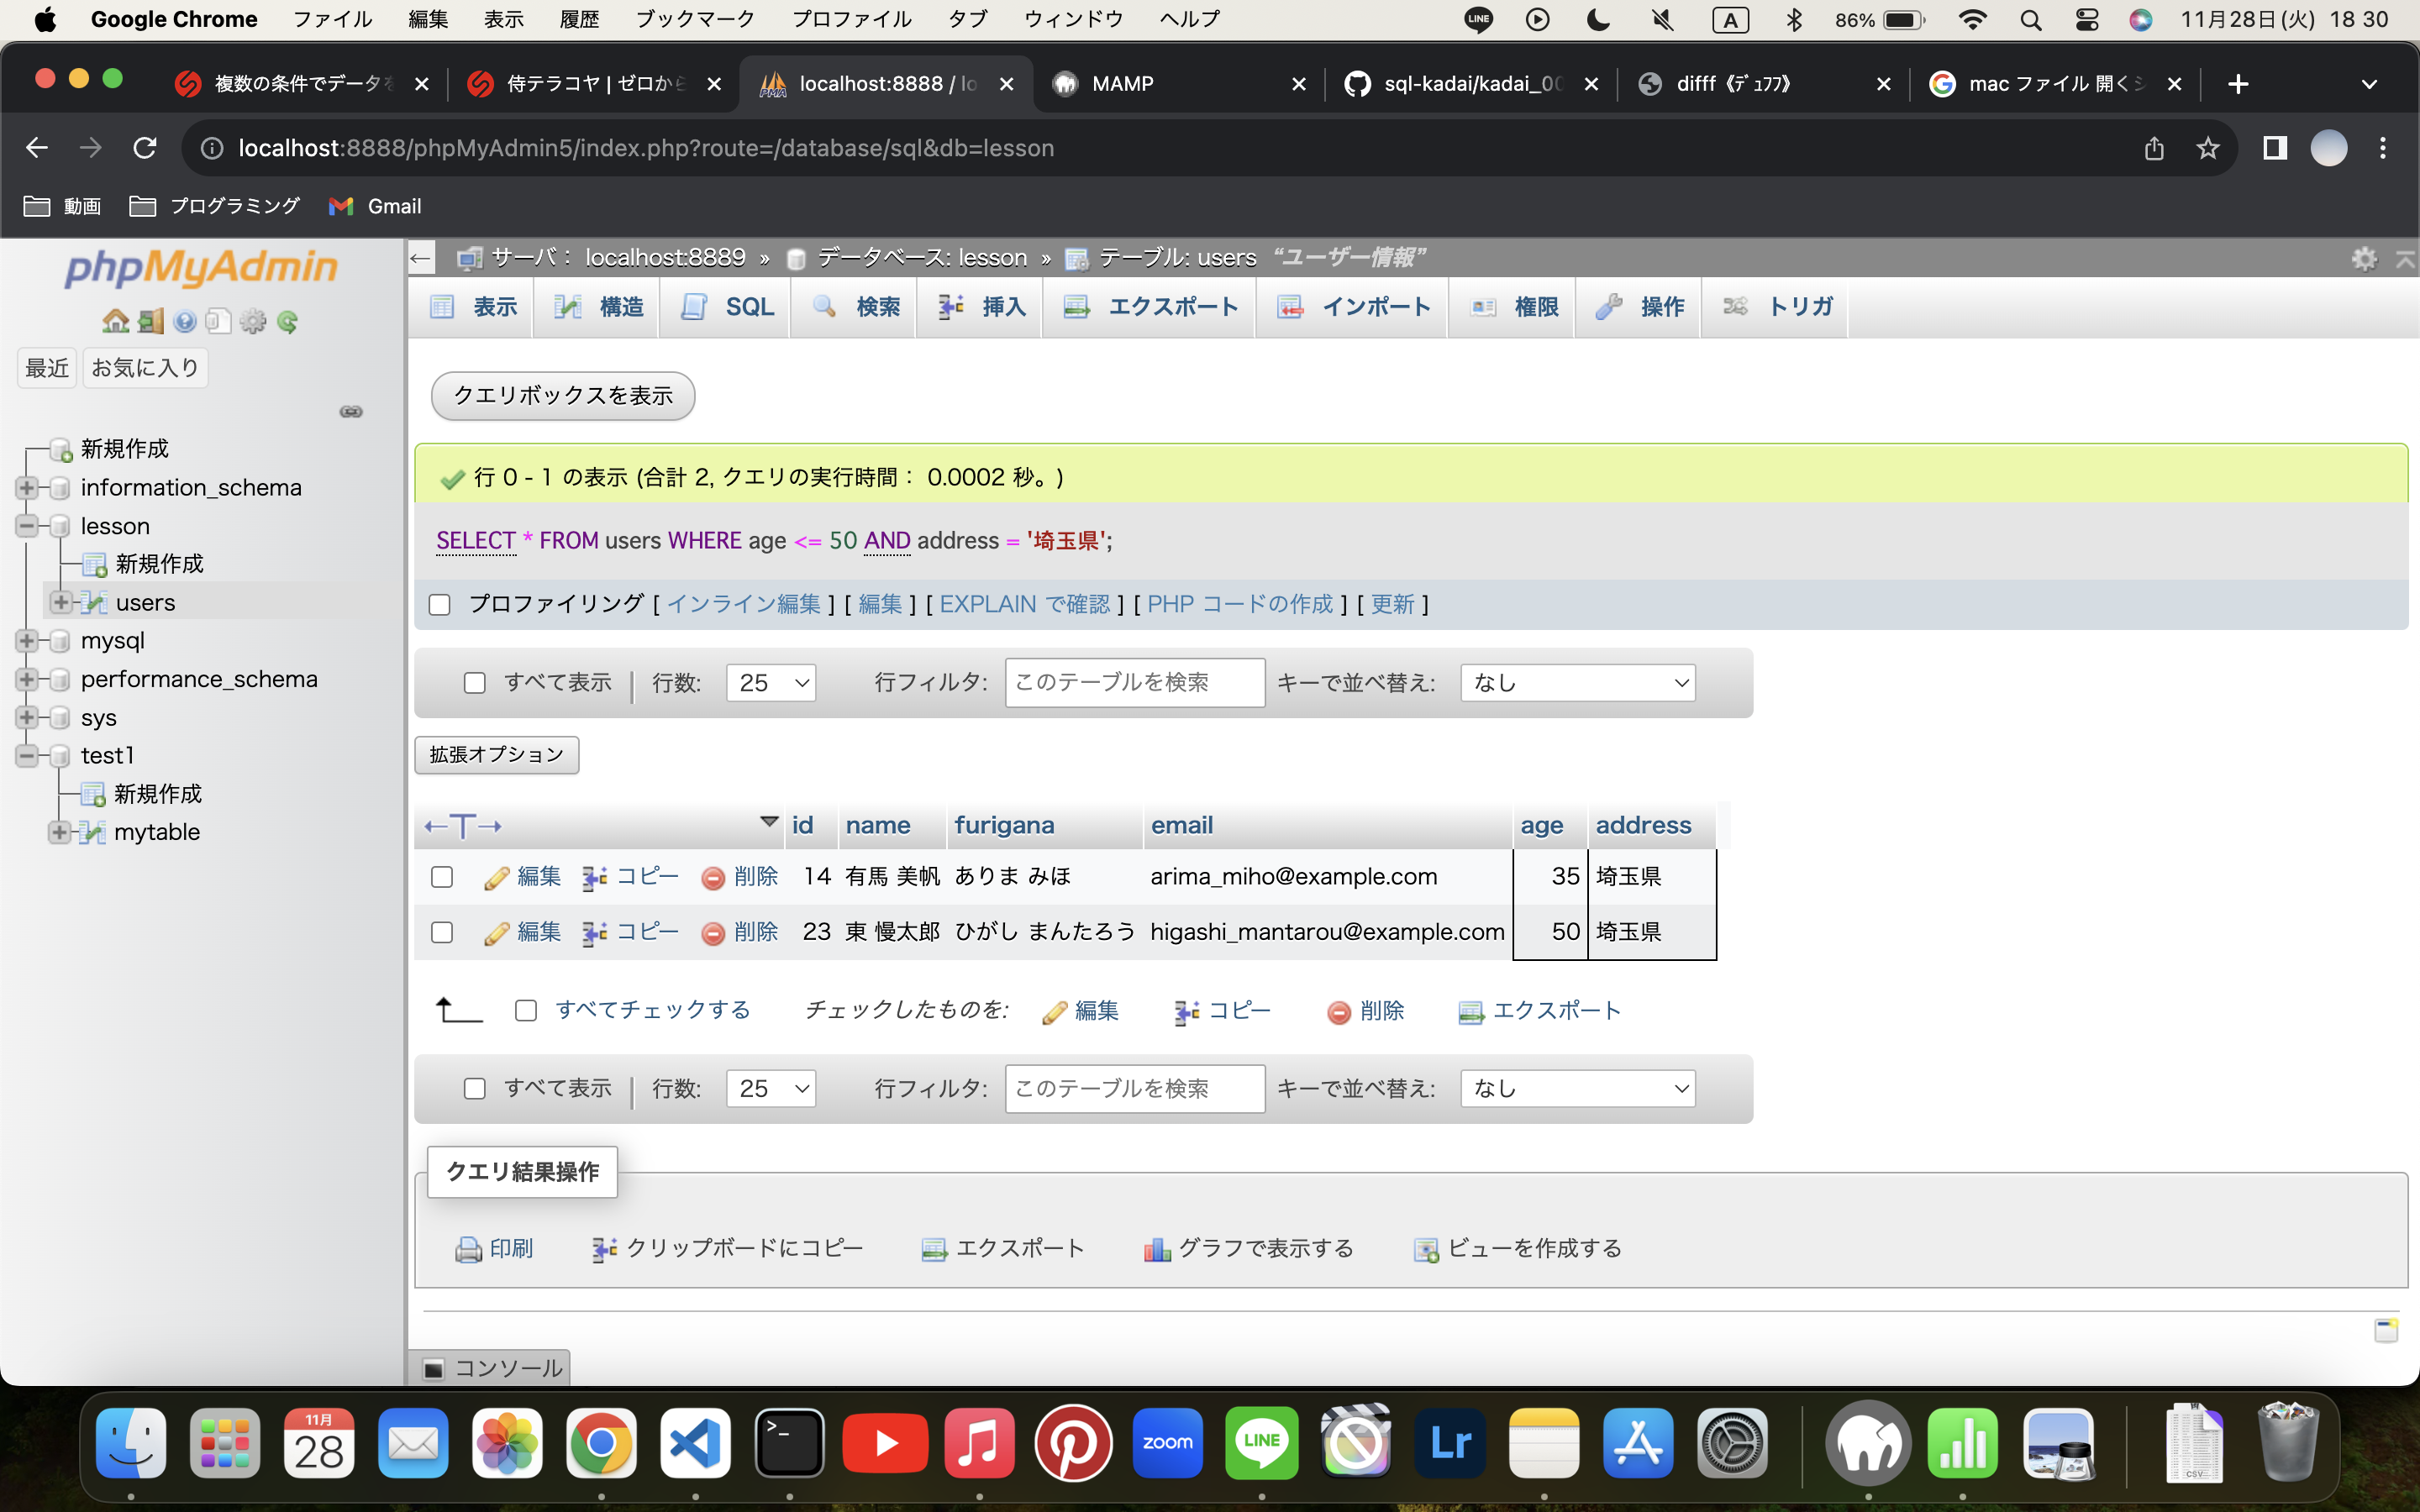 Google Chrome ファイル 編集 表示 履歴 ブックマーク プロファイル タブ ウィンドウ ヘルプ LINE A 86% 11月28日(火) 18 30
複数の条件でデータを 侍テラコヤ | ゼロから localhost:8888 / lo MAMP sql-kadai/kadai_00 difff《ﾃﾞｭﾌﾌ》 mac ファイル 開くシ
localhost:8888/phpMyAdmin5/index.php?route=/database/sql&db=lesson
動画 プログラミング Gmail
phpMyAdmin
最近 お気に入り
新規作成
information_schema
lesson
新規作成
users
mysql
performance_schema
sys
test1
新規作成
mytable
サーバ： localhost:8889 » データベース: lesson » テーブル: users “ユーザー情報”
表示 構造 SQL 検索 挿入 エクスポート インポート 権限 操作 トリガ
クエリボックスを表示
行 0 - 1 の表示 (合計 2, クエリの実行時間： 0.0002 秒。)
SELECT * FROM users WHERE age <= 50 AND address = '埼玉県';
プロファイリング [ インライン編集 ] [ 編集 ] [ EXPLAIN で確認 ] [ PHP コードの作成 ] [ 更新 ]
すべて表示 | 行数: 25 行フィルタ: このテーブルを検索 キーで並べ替え: なし
拡張オプション
←T→ id name furigana email age address
編集 コピー 削除 14 有馬 美帆 ありま みほ arima_miho@example.com 35 埼玉県
編集 コピー 削除 23 東 慢太郎 ひがし まんたろう higashi_mantarou@example.com 50 埼玉県
すべてチェックする チェックしたものを: 編集 コピー 削除 エクスポート
すべて表示 | 行数: 25 行フィルタ: このテーブルを検索 キーで並べ替え: なし
クエリ結果操作
印刷 クリップボードにコピー エクスポート グラフで表示する ビューを作成する
コンソール
11月
28 zoom LINE Lr CSV